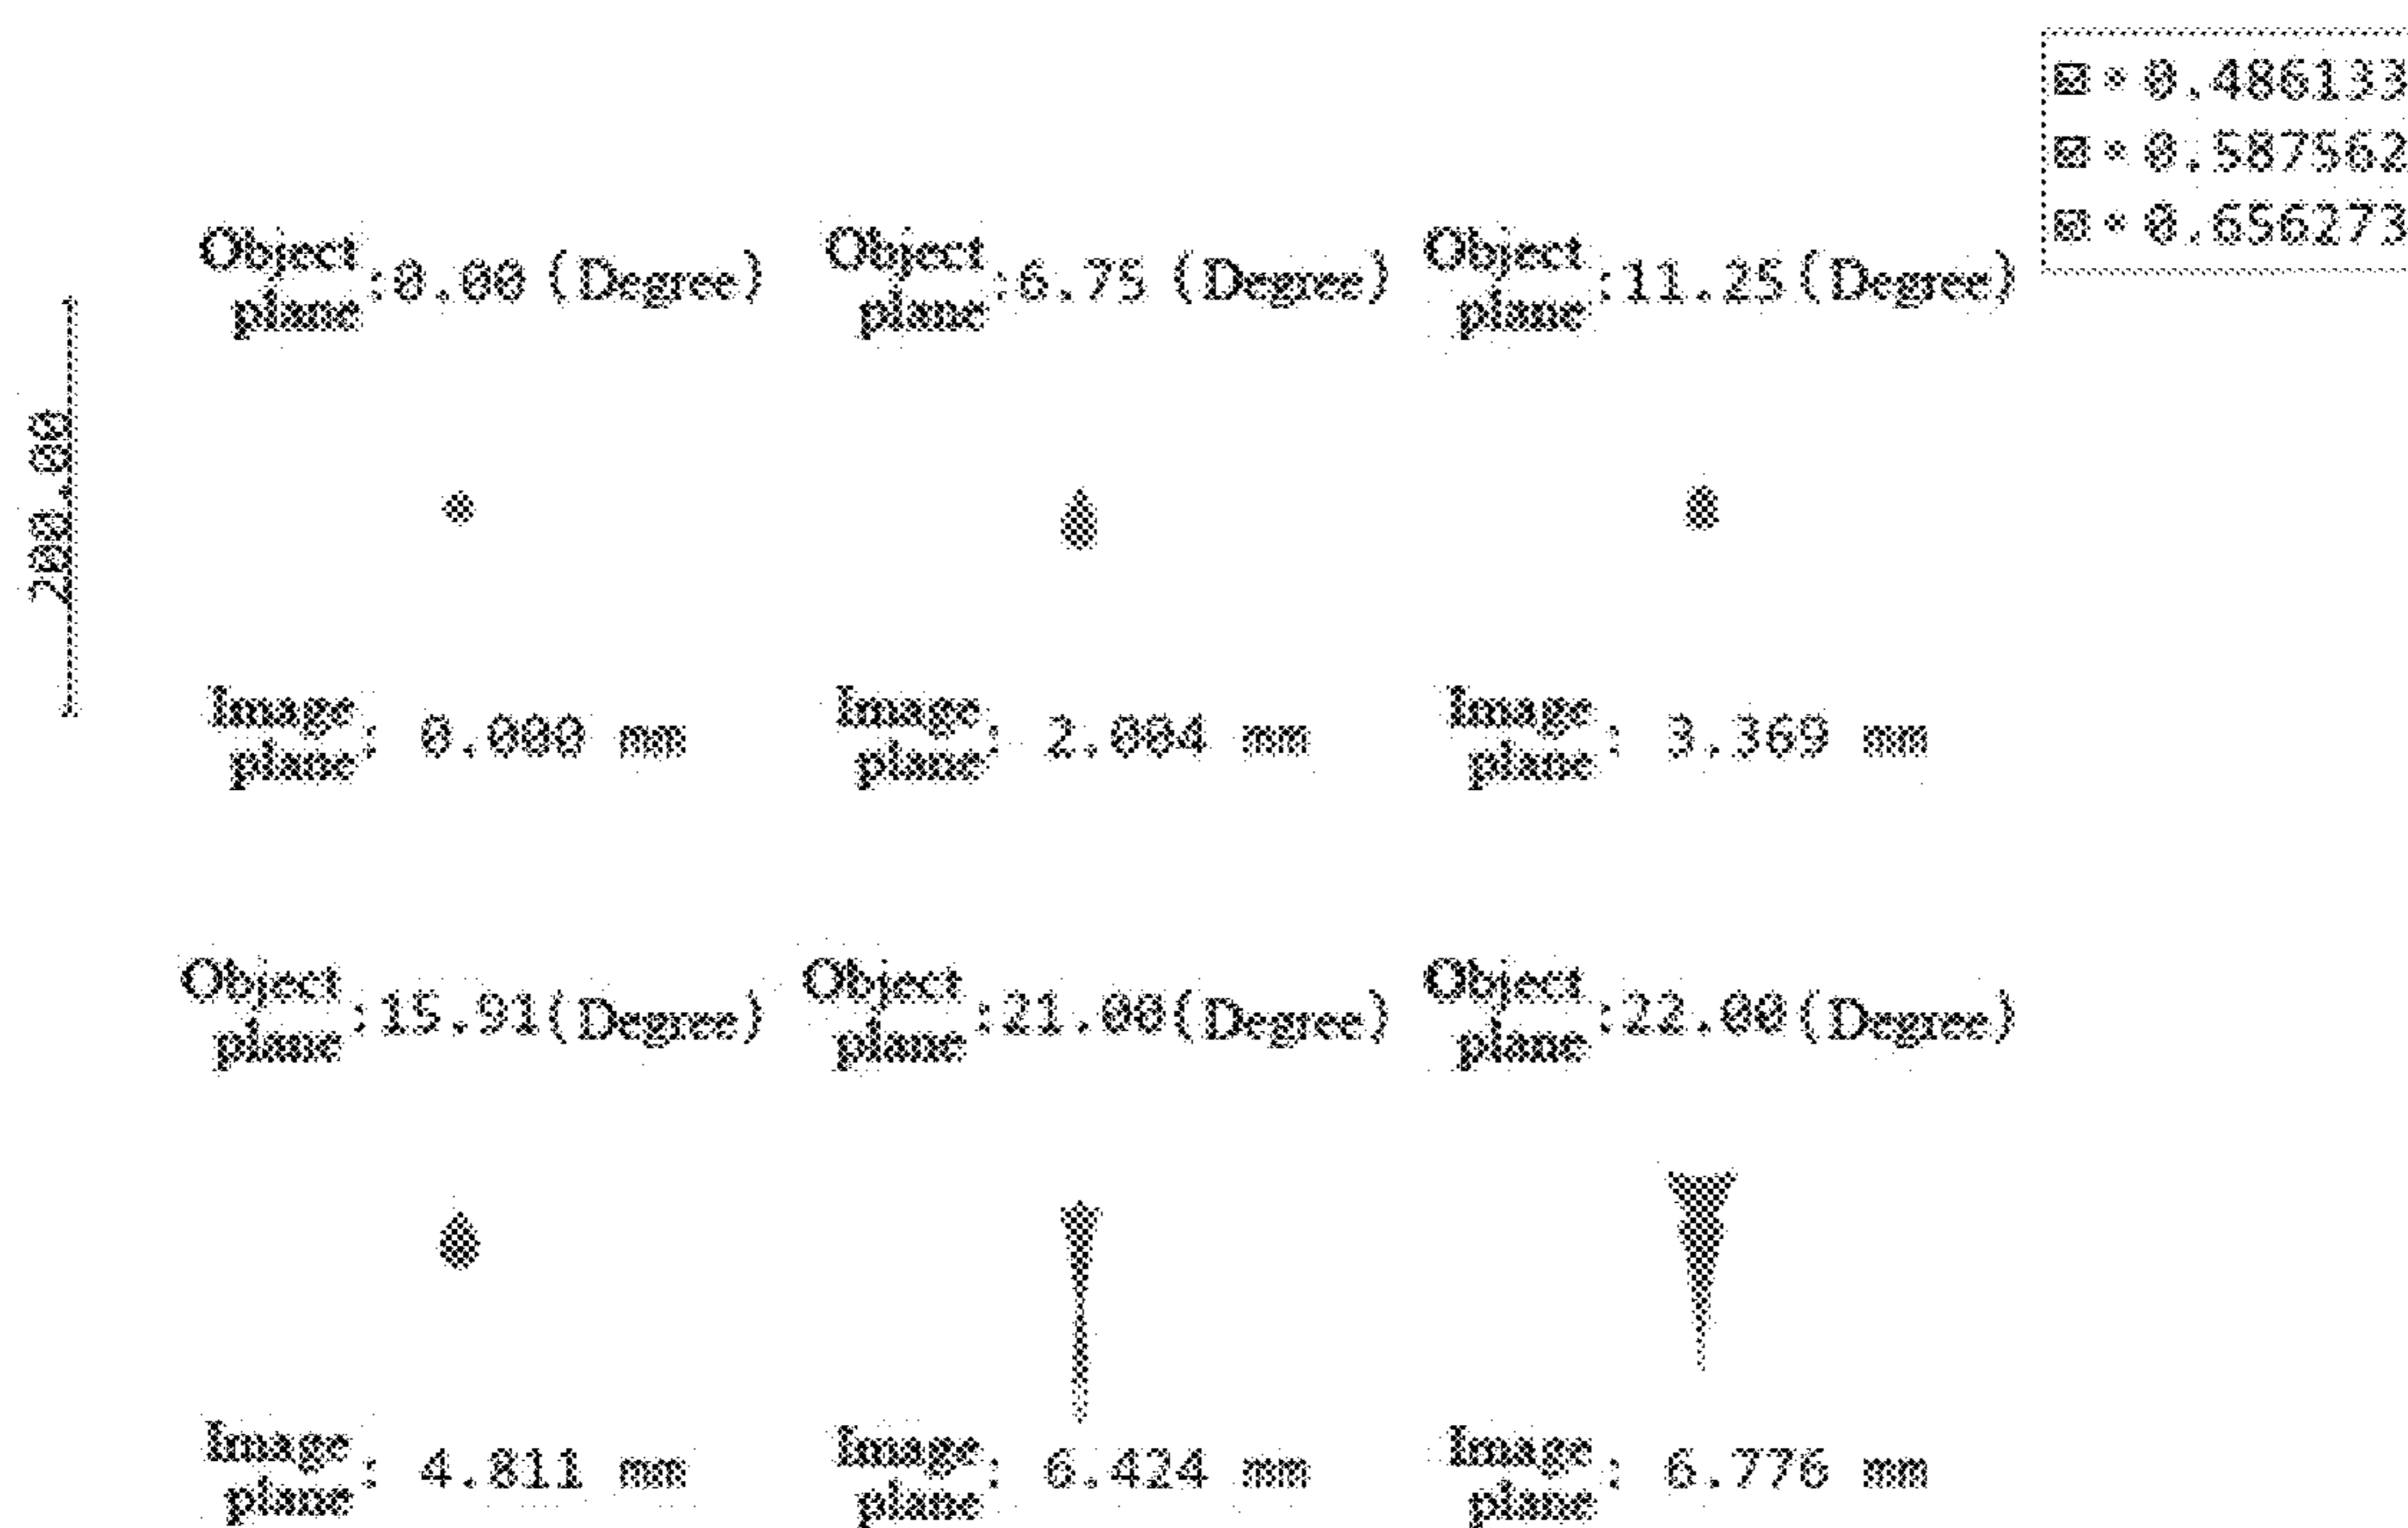 0.486133
0.587562
0.656273
Object plane :0.00 (Degree)
Object plane :6.75 (Degree)
Object plane :11.25 (Degree)
200.00
Image plane : 0.000 mm
Image plane : 2.004 mm
Image plane : 3.369 mm
Object plane :15.91 (Degree)
Object plane :21.00 (Degree)
Object plane :22.00 (Degree)
Image plane : 4.811 mm
Image plane : 6.424 mm
Image plane : 6.776 mm